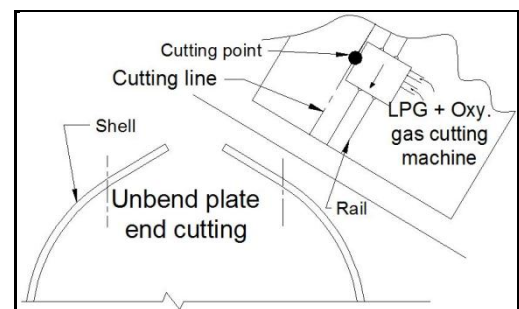 Cutting point
Cutting line
LPG + Oxy.
gas cutting
machine
Shell
Unbend plate
end cutting
Rail